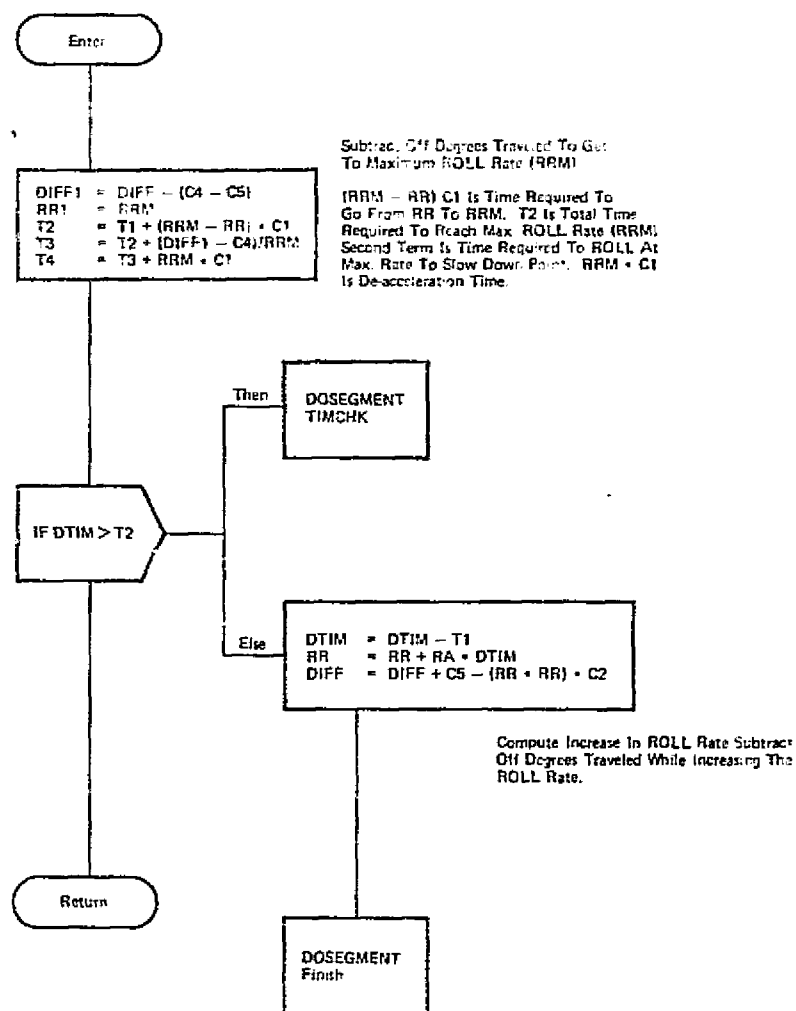 Enter
Subtract Off Degrees Traveled To Get
To Maximum ROLL Rate (RRM)
(RRM – RR) C1 Is Time Required To
Go From RR To RRM. T2 Is Total Time
Required To Reach Max. ROLL Rate (RRM)
Second Term Is Time Required To ROLL At
Max. Rate To Slow Down Point. RRM * C1
Is De-acceleration Time.
DIFF1 = DIFF – (C4 – C5)
RR1 = RRM
T2 = T1 + (RRM – RR) * C1
T3 = T2 + (DIFF1 – C4)/RRM
T4 = T3 + RRM * C1
Then
DOSEGMENT
TIMCHK
IF DTIM > T2
Else
DTIM = DTIM – T1
RR = RR + RA * DTIM
DIFF = DIFF + C5 – (RR * RR) * C2
Compute Increase In ROLL Rate Subtract
Off Degrees Traveled While Increasing The
ROLL Rate.
Return
DOSEGMENT
Finish